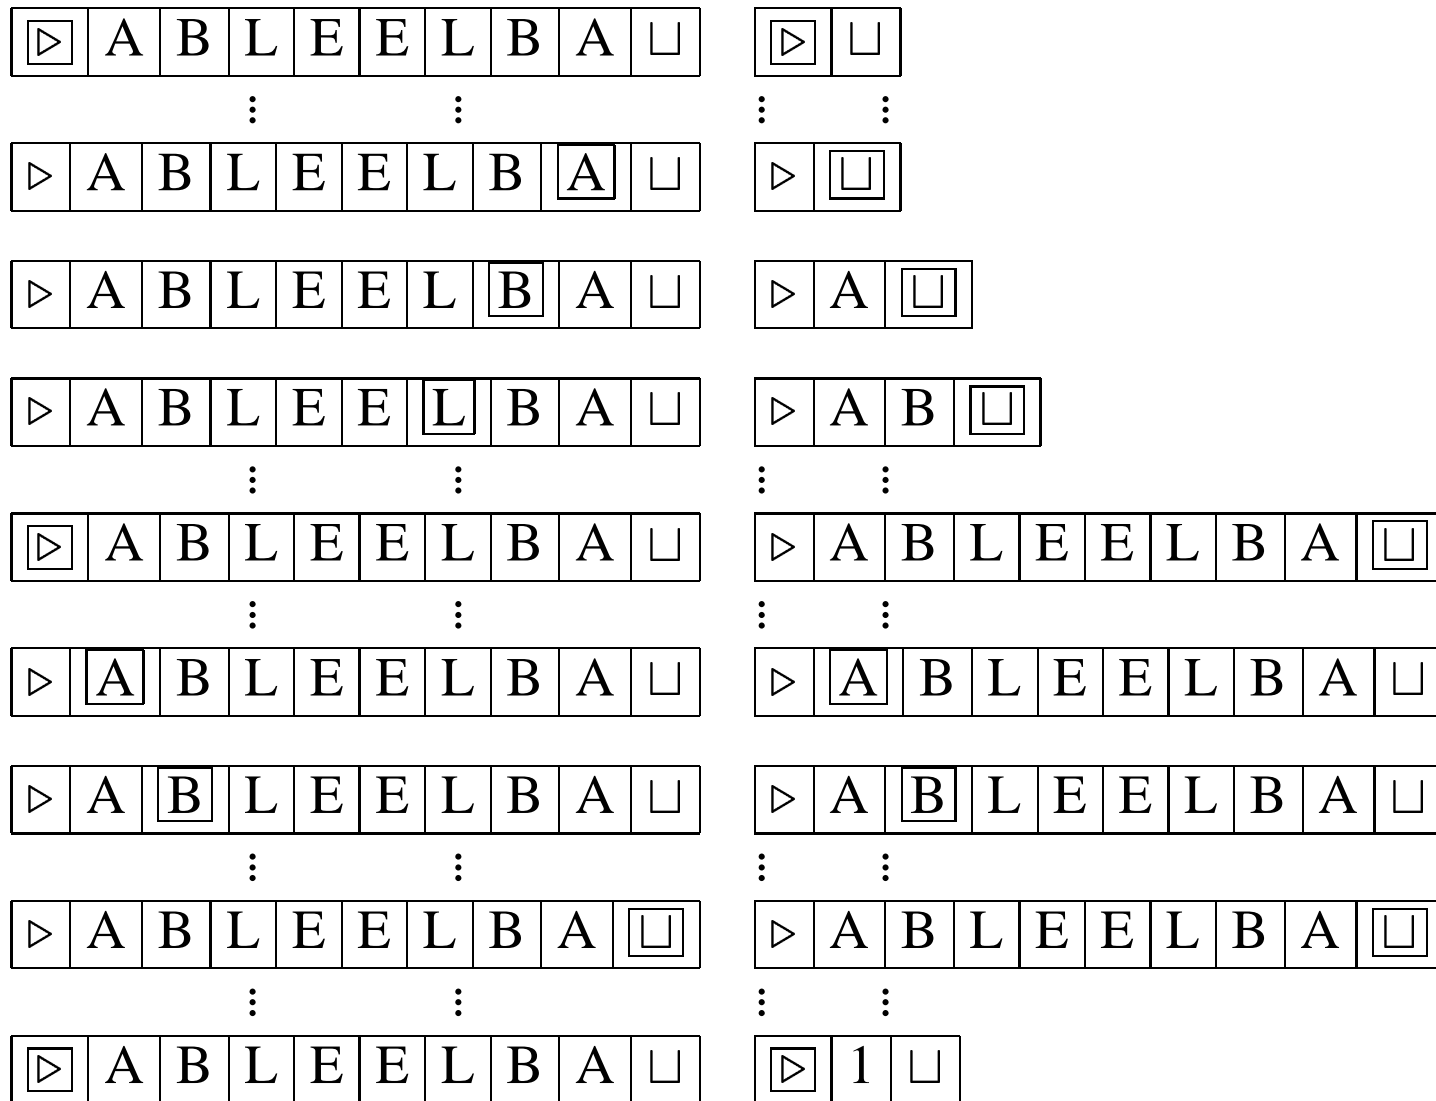 ▷ A B L E E L B A ⊔ ▷ ⊔
⋮ ⋮ ⋮ ⋮
▷ A B L E E L B A ⊔ ▷ ⊔
▷ A B L E E L B A ⊔ ▷ A ⊔
▷ A B L E E L B A ⊔ ▷ A B ⊔
⋮ ⋮ ⋮ ⋮
▷ A B L E E L B A ⊔ ▷ A B L E E L B A ⊔
⋮ ⋮ ⋮ ⋮
▷ A B L E E L B A ⊔ ▷ A B L E E L B A ⊔
▷ A B L E E L B A ⊔ ▷ A B L E E L B A ⊔
⋮ ⋮ ⋮ ⋮
▷ A B L E E L B A ⊔ ▷ A B L E E L B A ⊔
⋮ ⋮ ⋮ ⋮
▷ A B L E E L B A ⊔ ▷ 1 ⊔